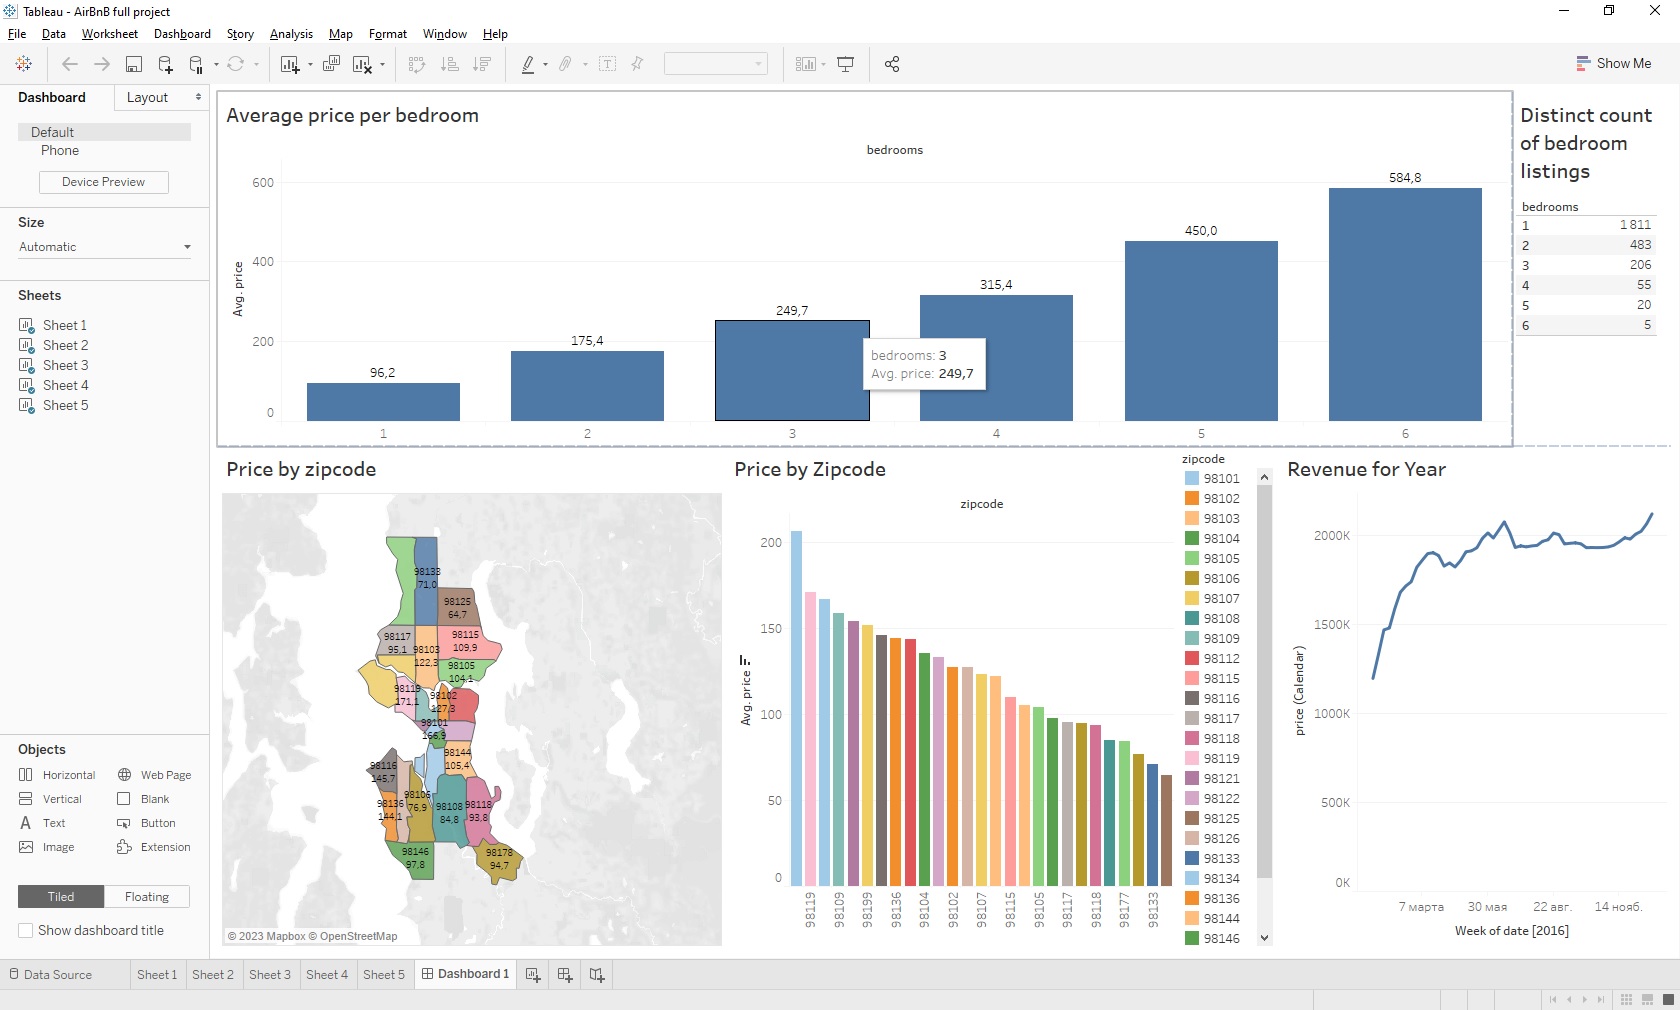 Tableau - AirBnB full project
File Data Worksheet Dashboard Story Analysis Map Format Window Help
Show Me
Dashboard Layout
Default
Phone
Device Preview
Size
Automatic
Sheets
Sheet 1
Sheet 2
Sheet 3
Sheet 4
Sheet 5
Objects
Horizontal Web Page
Vertical Blank
Text Button
Image Extension
Tiled Floating
Show dashboard title
Average price per bedroom
bedrooms
Avg. price
600
400
200
0
96,2
175,4
249,7
315,4
450,0
584,8
bedrooms: 3
Avg. price: 249,7
1 2 3 4 5 6
Distinct count
of bedroom
listings
bedrooms
1 1 811
2 483
3 206
4 55
5 20
6 5
Price by zipcode
98133
71,0
98125
64,7
98117
95,1
98103
122,3
98115
109,9
98105
104,1
98119
171,1
98102
127,3
98101
166,9
98144
105,4
98116
145,7
98136
144,1
98106
76,9
98108
84,8
98118
93,8
98146
97,8
98178
94,7
© 2023 Mapbox © OpenStreetMap
Price by Zipcode
zipcode
Avg. price
200
150
100
50
0
98119 98109 98199 98136 98104 98102 98107 98115 98105 98117 98118 98177 98133
zipcode
98101
98102
98103
98104
98105
98106
98107
98108
98109
98112
98115
98116
98117
98118
98119
98121
98122
98125
98126
98133
98134
98136
98144
98146
Revenue for Year
price (Calendar)
2000K
1500K
1000K
500K
0K
7 марта 30 мая 22 авг. 14 нояб.
Week of date [2016]
Data Source Sheet 1 Sheet 2 Sheet 3 Sheet 4 Sheet 5 Dashboard 1